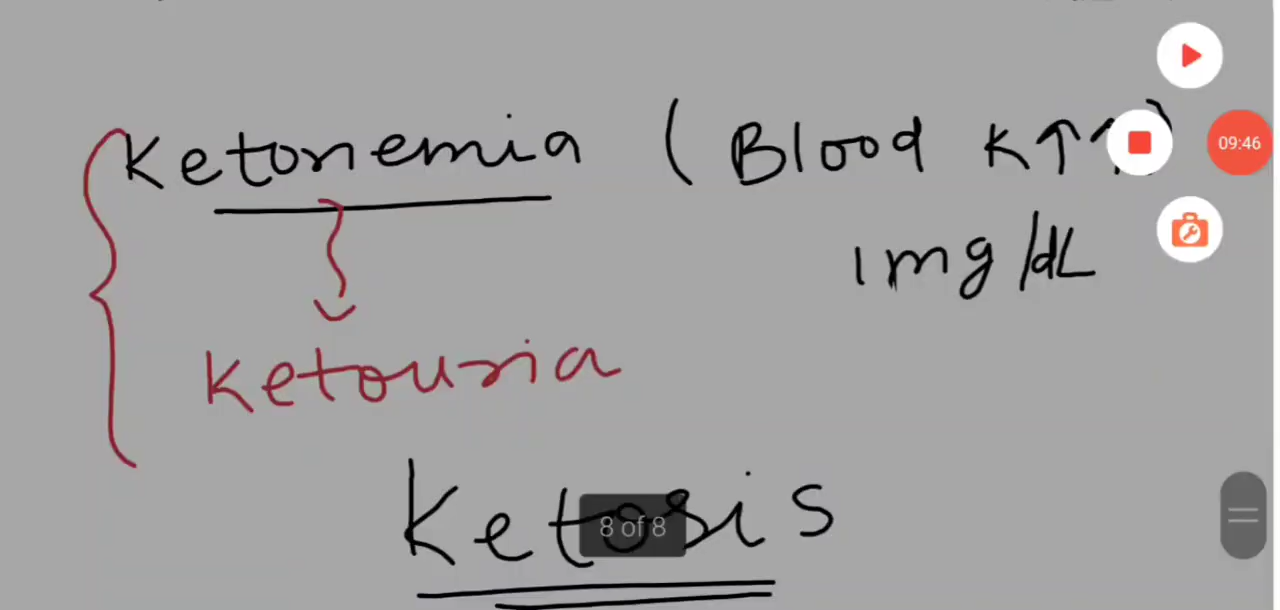 Ketonemia (Blood K↑↑)
09:46
1mg/dL
Ketouria
Ketosis
8 of 8